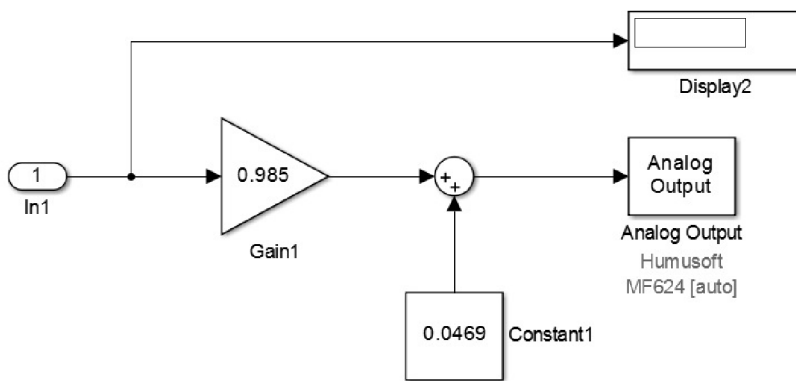 Display2
1
In1
0.985
Gain1
++
Analog
Output
Analog Output
Humusoft
MF624 [auto]
0.0469
Constant1